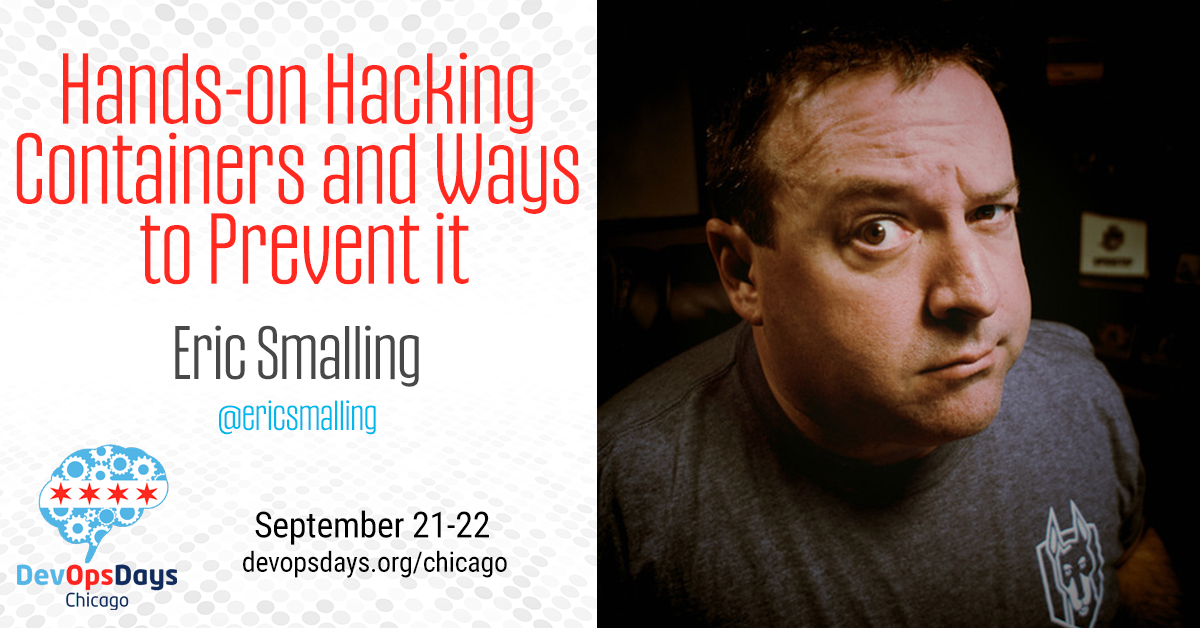 Hands-on Hacking
Containers and Ways
to Prevent it
Eric Smalling
@ericsmalling
DevOpsDays
Chicago
September 21-22
devopsdays.org/chicago